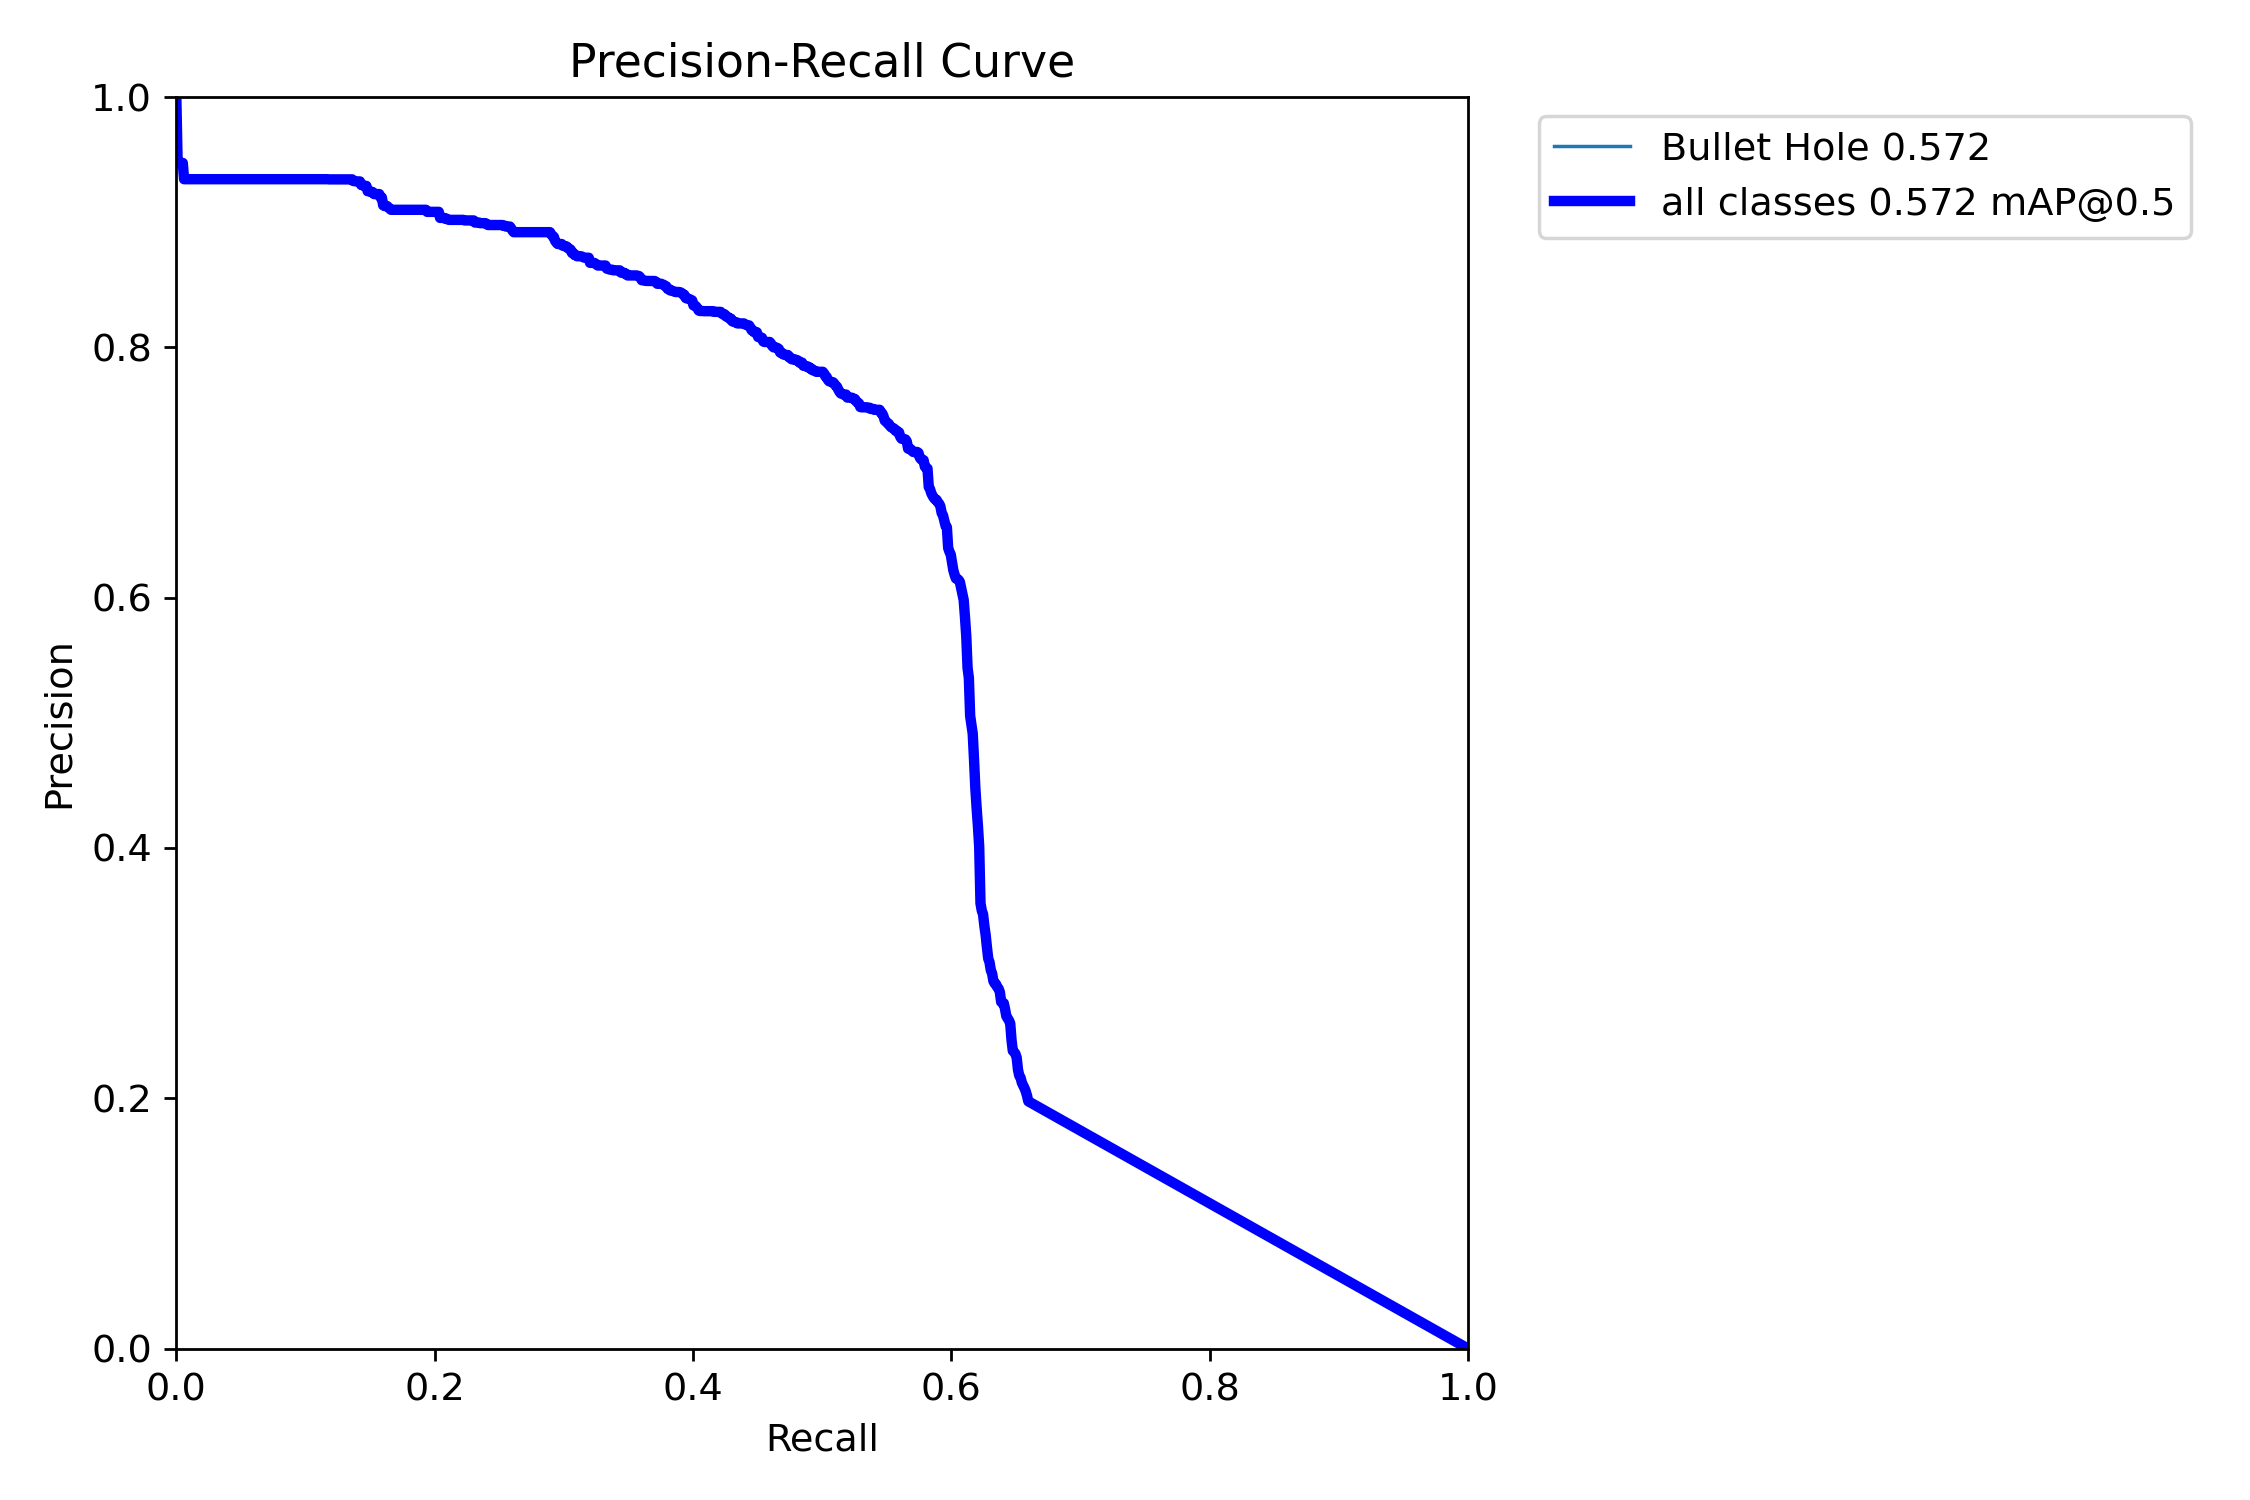 Precision-Recall Curve
1.0
0.8
0.6
0.4
0.2
0.0
Precision
0.0 0.2 0.4 0.6 0.8 1.0
Recall
Bullet Hole 0.572
all classes 0.572 mAP@0.5